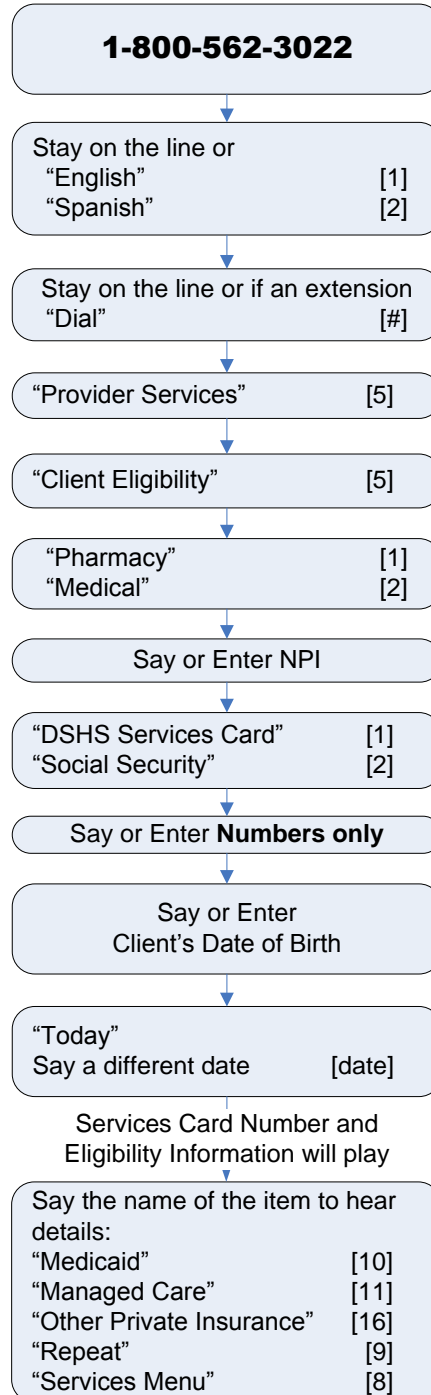 1-800-562-3022
Stay on the line or
“English” [1]
“Spanish” [2]
Stay on the line or if an extension
“Dial” [#]
“Provider Services” [5]
“Client Eligibility” [5]
“Pharmacy” [1]
“Medical” [2]
Say or Enter NPI
“DSHS Services Card” [1]
“Social Security” [2]
Say or Enter Numbers only
Say or Enter
Client’s Date of Birth
“Today”
Say a different date [date]
Services Card Number and
Eligibility Information will play
Say the name of the item to hear
details:
“Medicaid” [10]
“Managed Care” [11]
“Other Private Insurance” [16]
“Repeat” [9]
“Services Menu” [8]